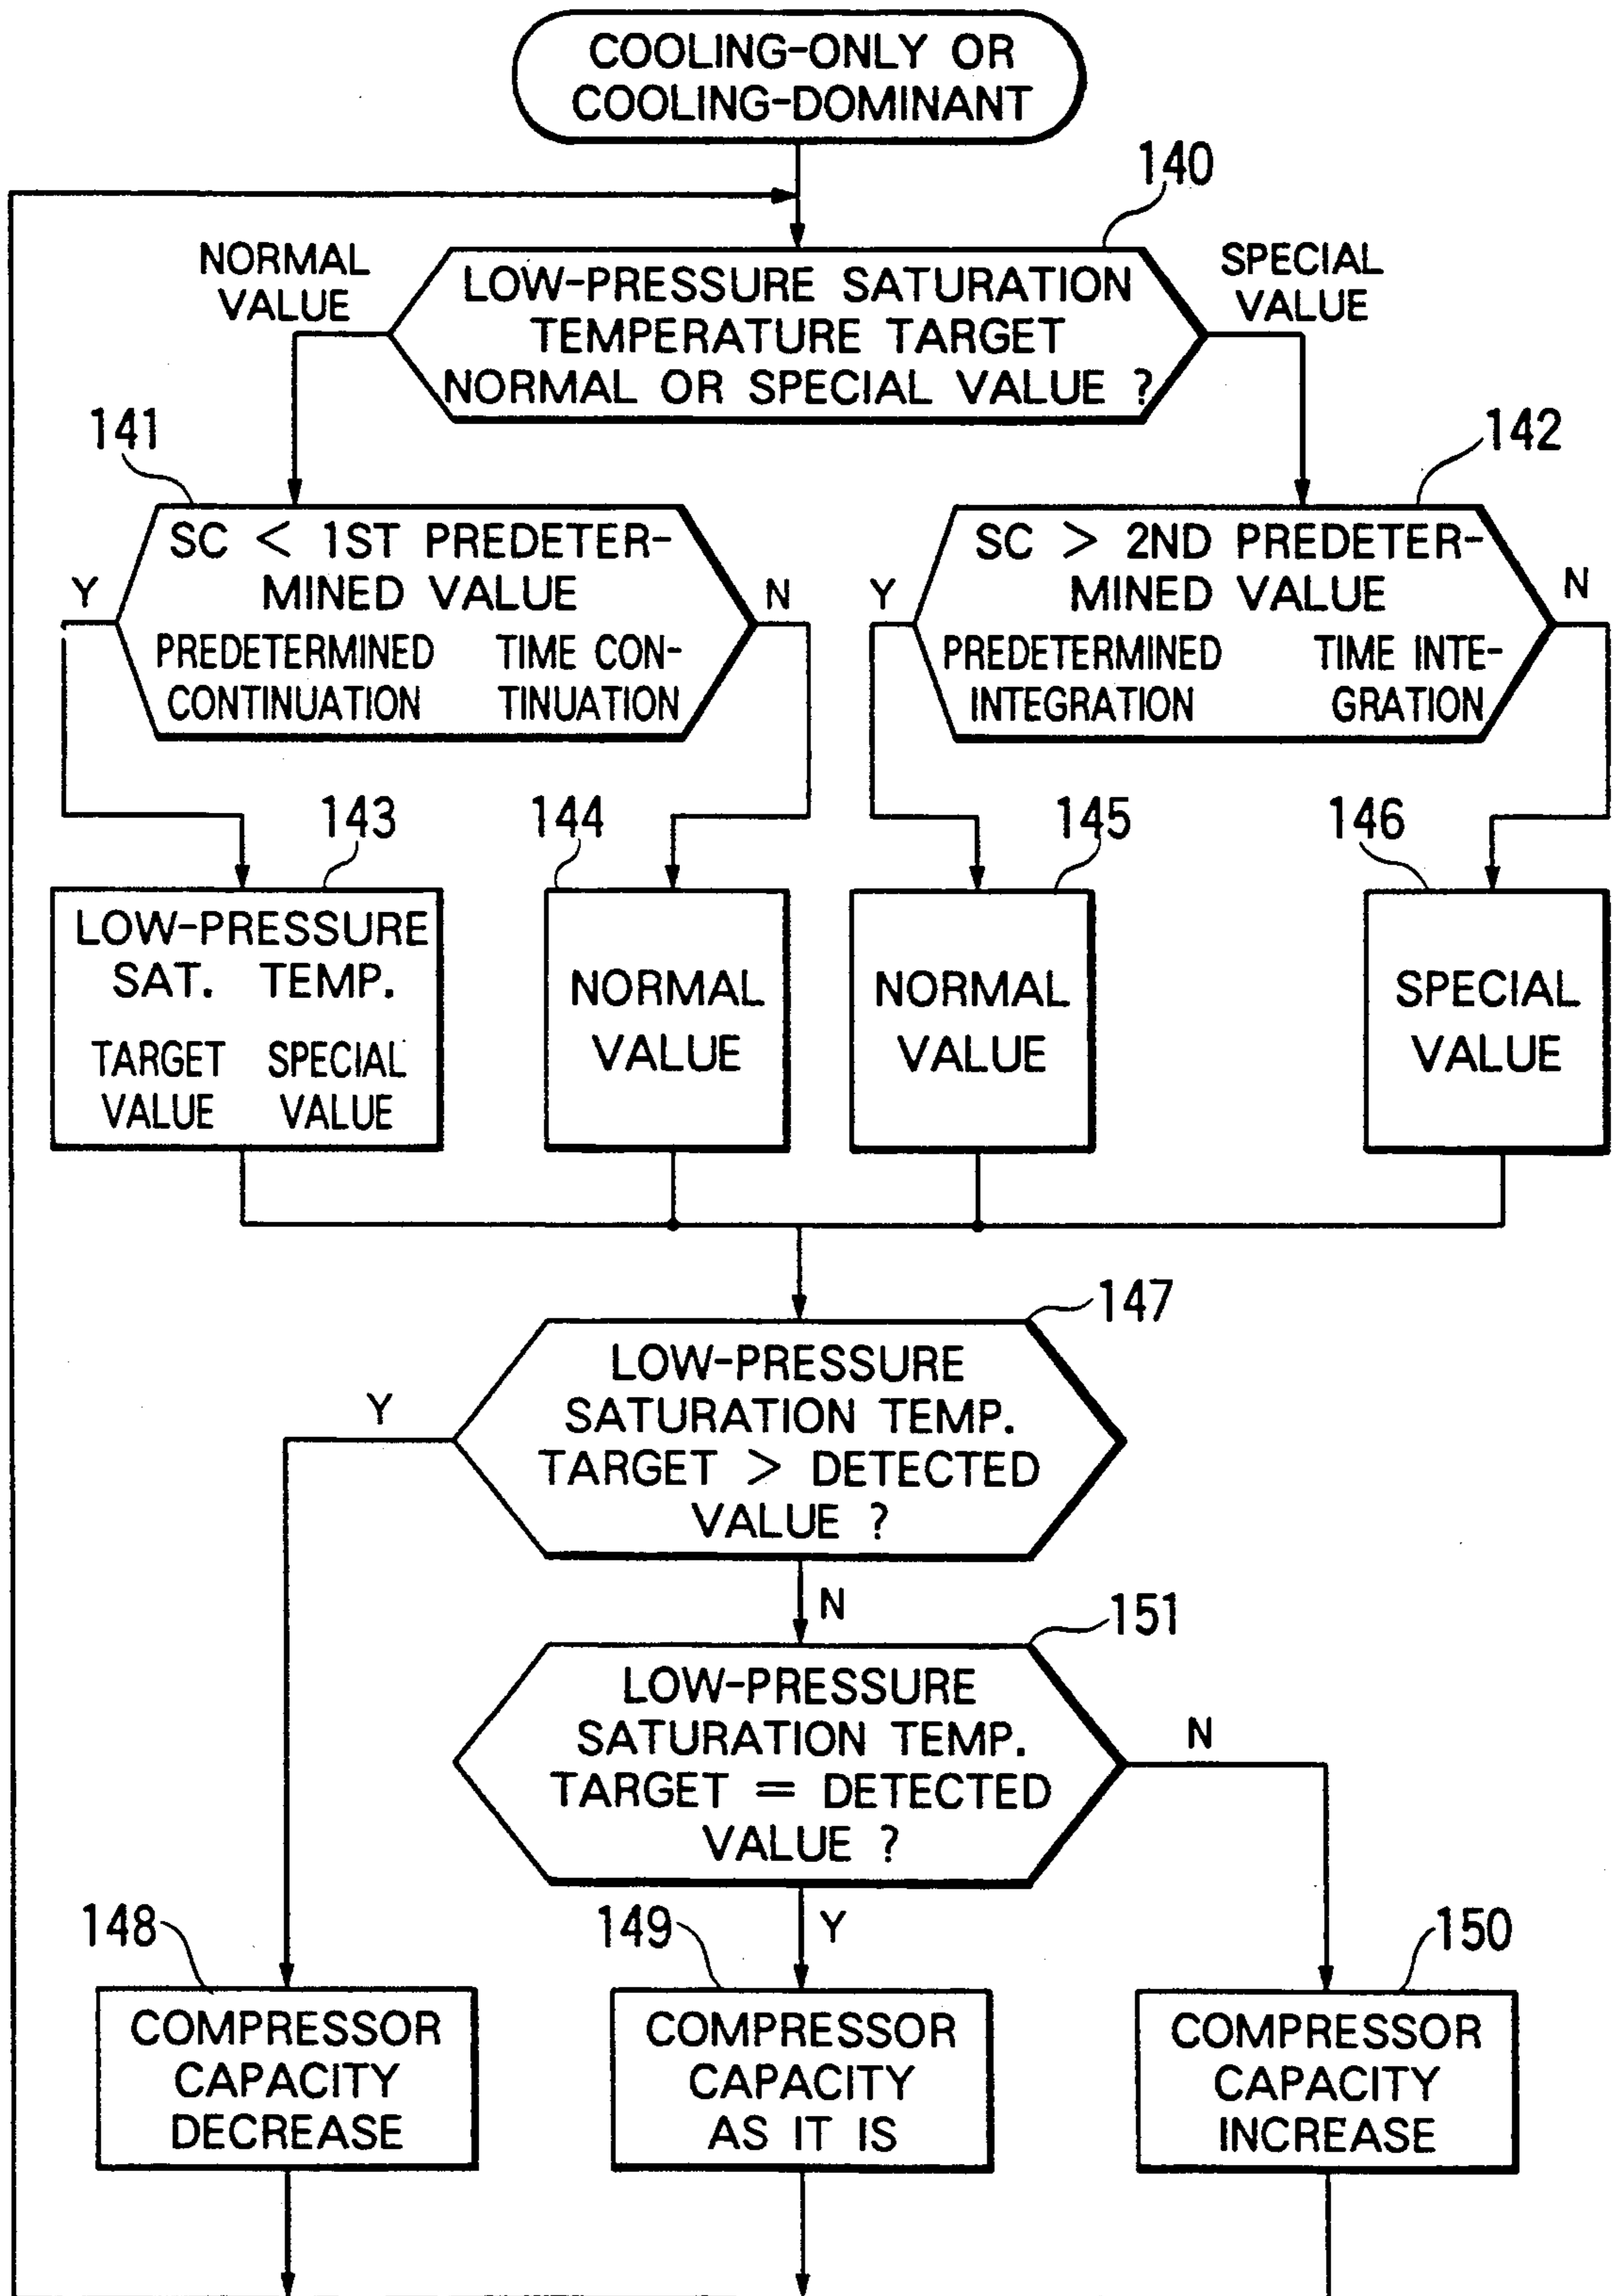 COOLING-ONLY OR
COOLING-DOMINANT
140
NORMAL
VALUE
SPECIAL
VALUE
LOW-PRESSURE SATURATION
TEMPERATURE TARGET
NORMAL OR SPECIAL VALUE ?
141
142
SC < 1ST PREDETER-
MINED VALUE
PREDETERMINED TIME CON-
CONTINUATION TINUATION
Y
N
SC > 2ND PREDETER-
MINED VALUE
PREDETERMINED TIME INTE-
INTEGRATION GRATION
Y
N
143
144
145
146
LOW-PRESSURE
SAT. TEMP.
TARGET SPECIAL
VALUE VALUE
NORMAL
VALUE
NORMAL
VALUE
SPECIAL
VALUE
147
LOW-PRESSURE
SATURATION TEMP.
TARGET > DETECTED
VALUE ?
Y
N
151
LOW-PRESSURE
SATURATION TEMP.
TARGET = DETECTED
VALUE ?
N
Y
148
149
150
COMPRESSOR
CAPACITY
DECREASE
COMPRESSOR
CAPACITY
AS IT IS
COMPRESSOR
CAPACITY
INCREASE